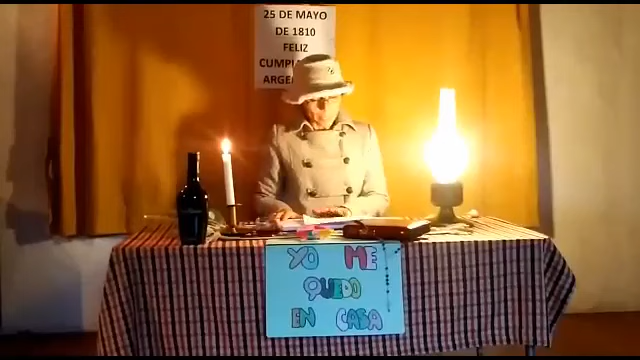 25 DE MAYO
DE 1810
FELIZ
YO ME
QUEDO
EN CASA